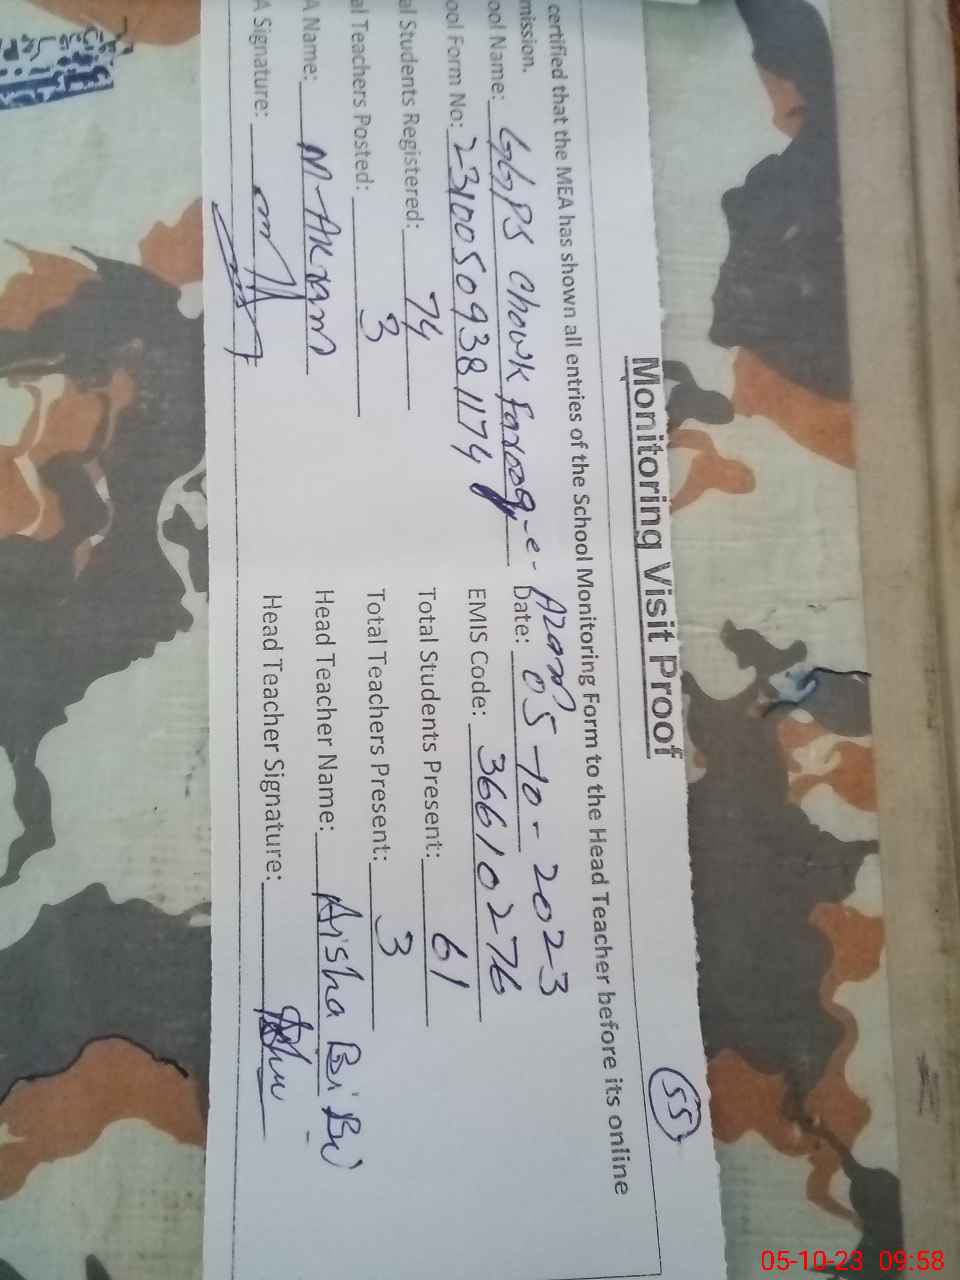 Monitoring Visit Proof
55
certified that the MEA has shown all entries of the School Monitoring Form to the Head Teacher before its online
mission.
ool Name: GGPS Chowk Farooq-e-Azam Date: 05-10-2023
ool Form No: 231005093811174 EMIS Code: 36610276
al Students Registered: 74 Total Students Present: 61
al Teachers Posted: 3 Total Teachers Present: 3
A Name: M-Akram Head Teacher Name: Aisha Bi Bi
A Signature: Head Teacher Signature:
05-10-23 09:58